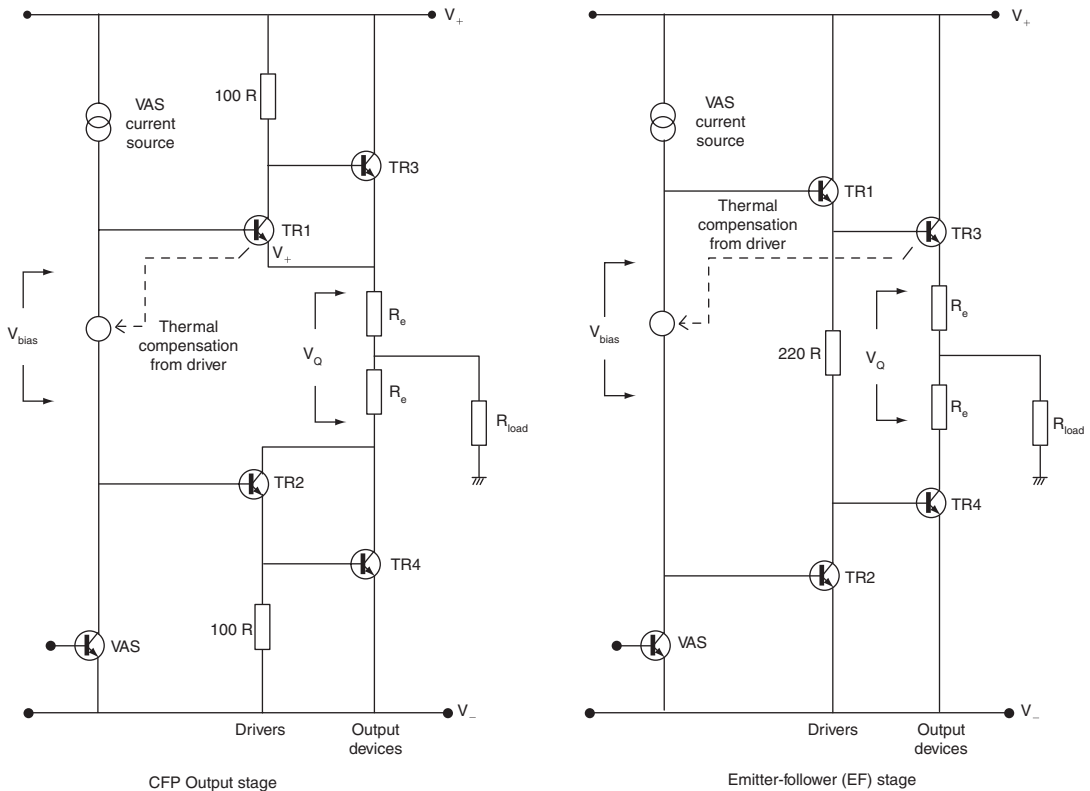 V+
VAS
current
source
100 R
TR3
TR1
V+
Vbias
Thermal
compensation
from driver
VQ
Re
Re
Rload
TR2
TR4
100 R
VAS
V–
Drivers
Output
devices
CFP Output stage
V+
VAS
current
source
TR1
Thermal
compensation
from driver
TR3
Vbias
220 R
VQ
Re
Re
Rload
TR4
TR2
VAS
V–
Drivers
Output
devices
Emitter-follower (EF) stage